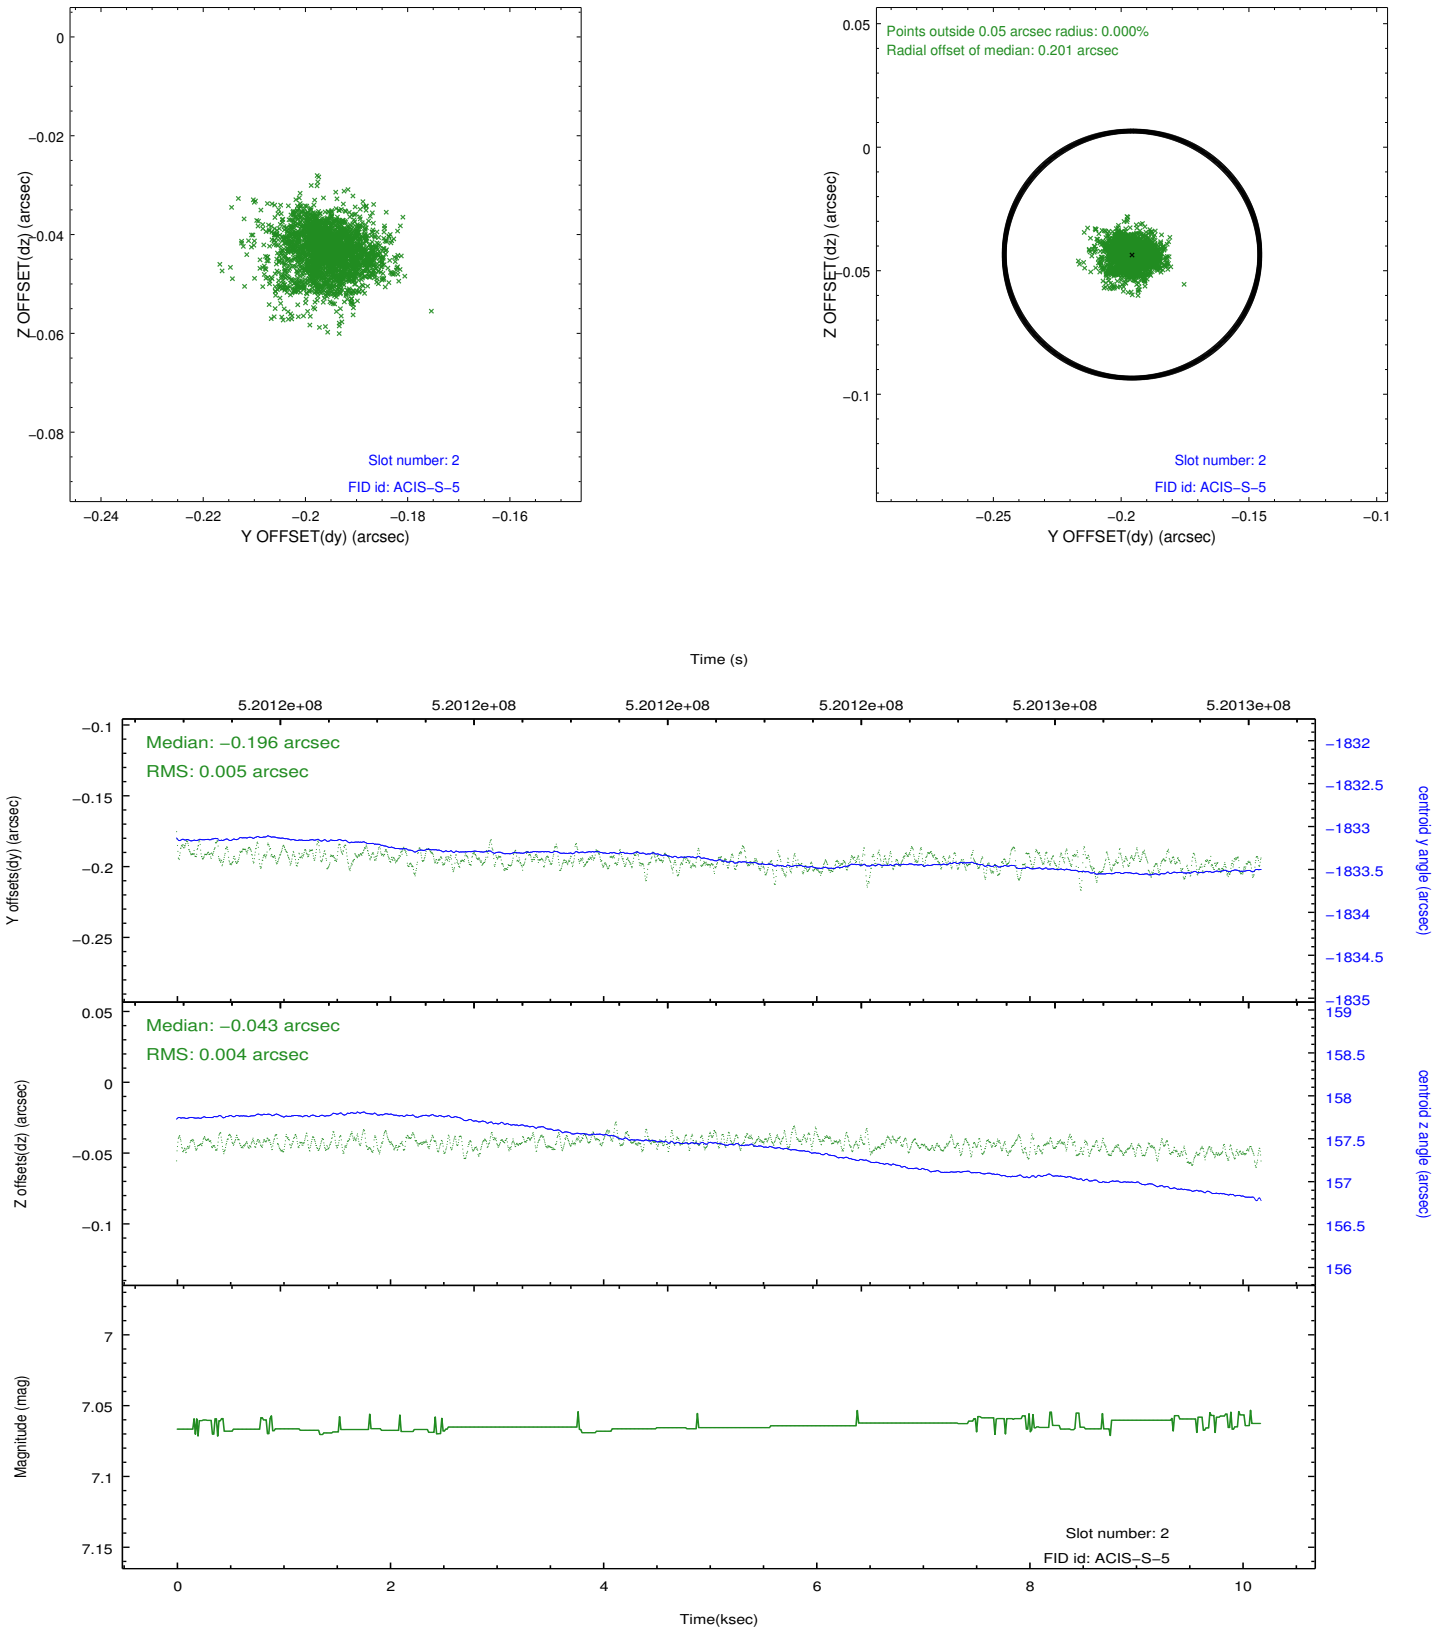 0
−0.02
−0.04
−0.06
−0.08
Z OFFSET(dz) (arcsec)
−0.24
−0.22
−0.2
−0.18
−0.16
Y OFFSET(dy) (arcsec)
Slot number: 2
FID id: ACIS−S−5
Points outside 0.05 arcsec radius: 0.000%
Radial offset of median: 0.201 arcsec
0.05
0
−0.05
−0.1
Z OFFSET(dz) (arcsec)
Slot number: 2
FID id: ACIS−S−5
−0.25
−0.2
−0.15
−0.1
Y OFFSET(dy) (arcsec)
Time (s)
5.2012e+08
5.2012e+08
5.2012e+08
5.2012e+08
5.2013e+08
5.2013e+08
Median: −0.196 arcsec
RMS: 0.005 arcsec
−0.1
−0.15
−0.2
−0.25
Y offsets(dy) (arcsec)
−1832
−1832.5
−1833
−1833.5
−1834
−1834.5
−1835
centroid y angle (arcsec)
Median: −0.043 arcsec
RMS: 0.004 arcsec
0.05
0
−0.05
−0.1
Z offsets(dz) (arcsec)
159
158.5
158
157.5
157
156.5
156
centroid z angle (arcsec)
7
7.05
7.1
7.15
Magnitude (mag)
Slot number: 2
FID id: ACIS−S−5
0
2
4
6
8
10
Time(ksec)